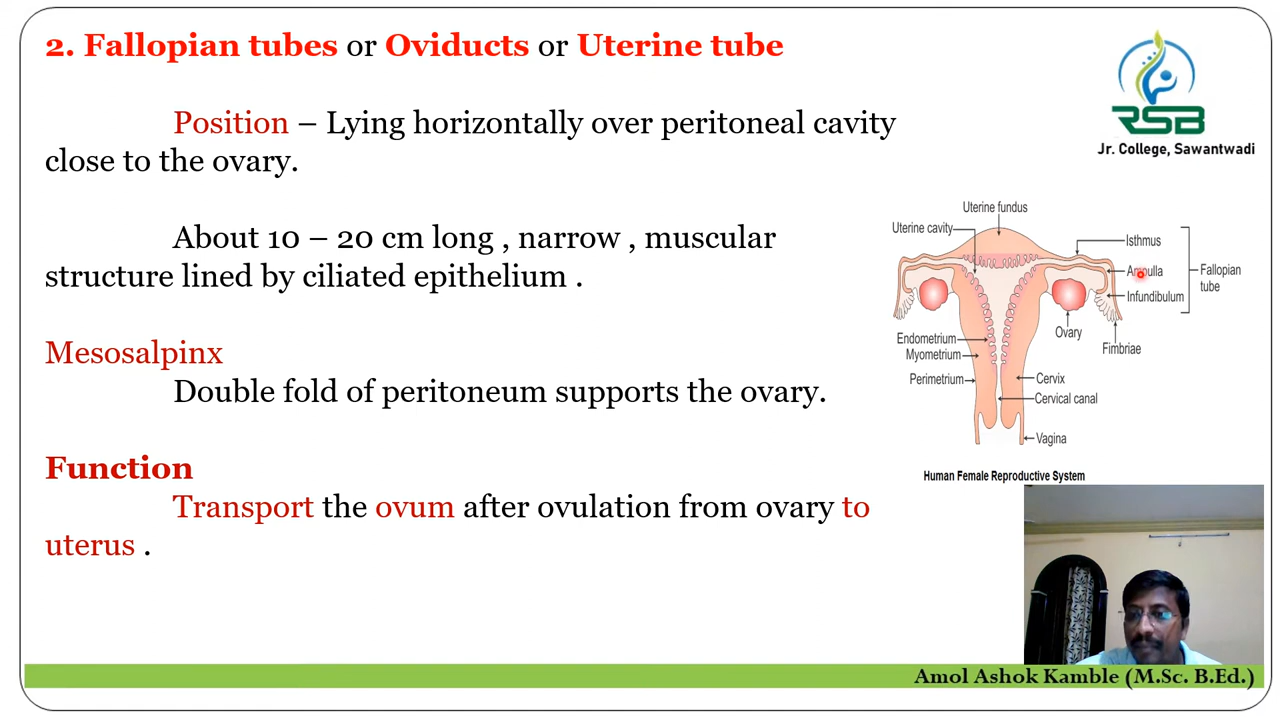 2. Fallopian tubes or Oviducts or Uterine tube
Position – Lying horizontally over peritoneal cavity
close to the ovary.
About 10 – 20 cm long , narrow , muscular
structure lined by ciliated epithelium .
Mesosalpinx
Double fold of peritoneum supports the ovary.
Function
Transport the ovum after ovulation from ovary to
uterus .
RSB
Jr. College, Sawantwadi
Uterine fundus
Uterine cavity
Isthmus
Ampulla
Fallopian
tube
Infundibulum
Ovary
Fimbriae
Endometrium
Myometrium
Perimetrium
Cervix
Cervical canal
Vagina
Human Female Reproductive System
Amol Ashok Kamble (M.Sc. B.Ed.)